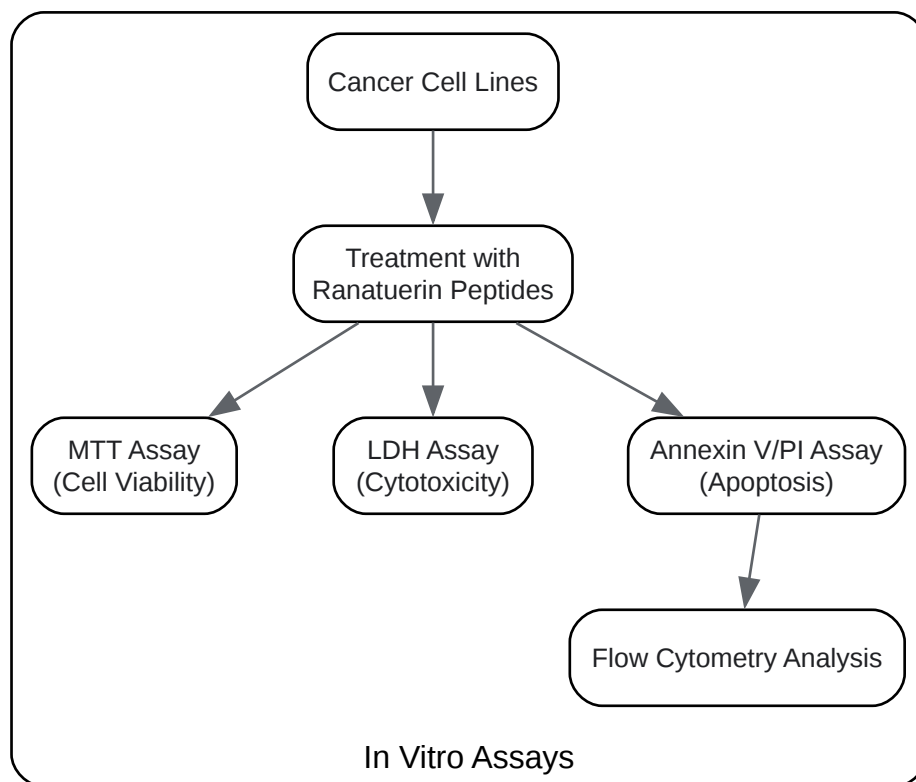 Cancer Cell Lines
Treatment with
Ranatuerin Peptides
MTT Assay
(Cell Viability)
LDH Assay
(Cytotoxicity)
Annexin V/PI Assay
(Apoptosis)
Flow Cytometry Analysis
In Vitro Assays